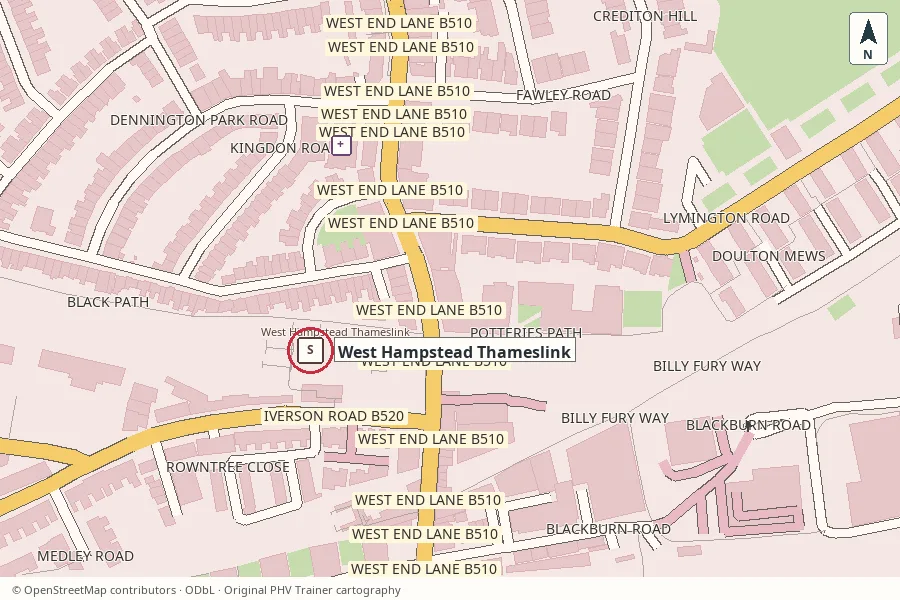 CREDITON HILL
WEST END LANE B510
WEST END LANE B510
N
WEST END LANE B510
FAWLEY ROAD
WEST END LANE B510
DENNINGTON PARK ROAD
WEST END LANE B510
KINGDON ROA
+
WEST END LANE B510
LYMINGTON ROAD
WEST END LANE B510
DOULTON MEWS
BLACK PATH
WEST END LANE B510
West Hampstead Thameslink
POTTERIES PATH
S
West Hampstead Thameslink
WEST END LANE B510
BILLY FURY WAY
IVERSON ROAD B520
BILLY FURY WAY
BLACKBURN ROAD
WEST END LANE B510
ROWNTREE CLOSE
WEST END LANE B510
BLACKBURN ROAD
WEST END LANE B510
MEDLEY ROAD
WEST END LANE B510
© OpenStreetMap contributors · ODbL · Original PHV Trainer cartography